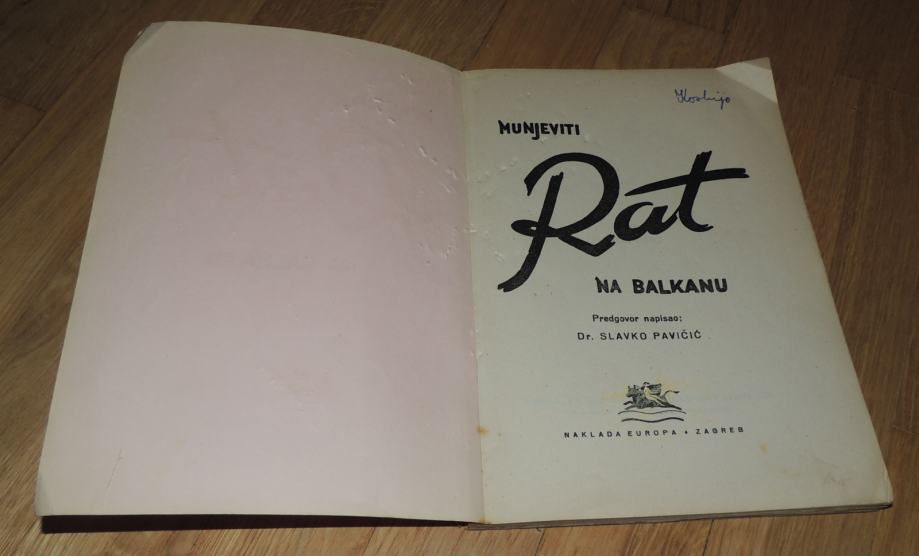 MUNJEVITI
Rat
NA BALKANU
Predgovor napisao:
Dr. SLAVKO PAVIČIĆ
NAKLADA EUROPA • ZAGREB